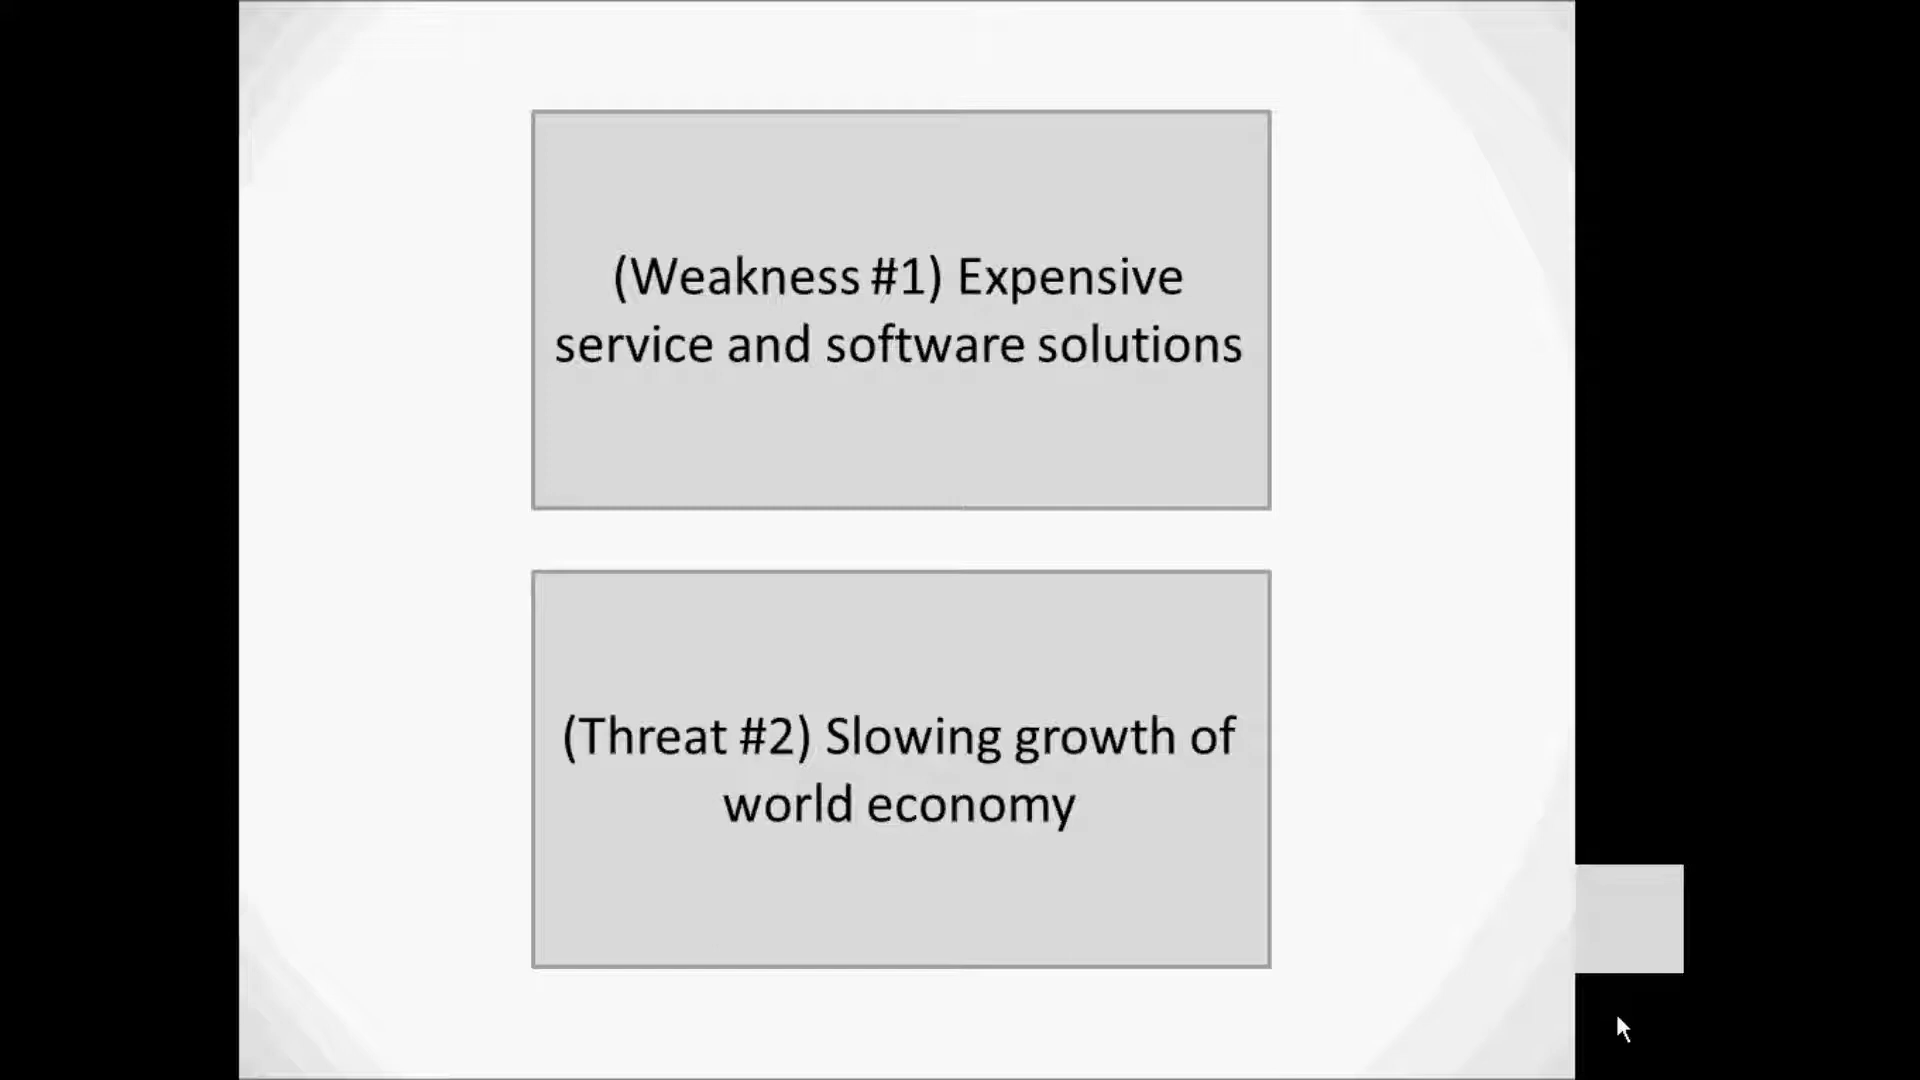 (Weakness #1) Expensive
service and software solutions
(Threat #2) Slowing growth of
world economy